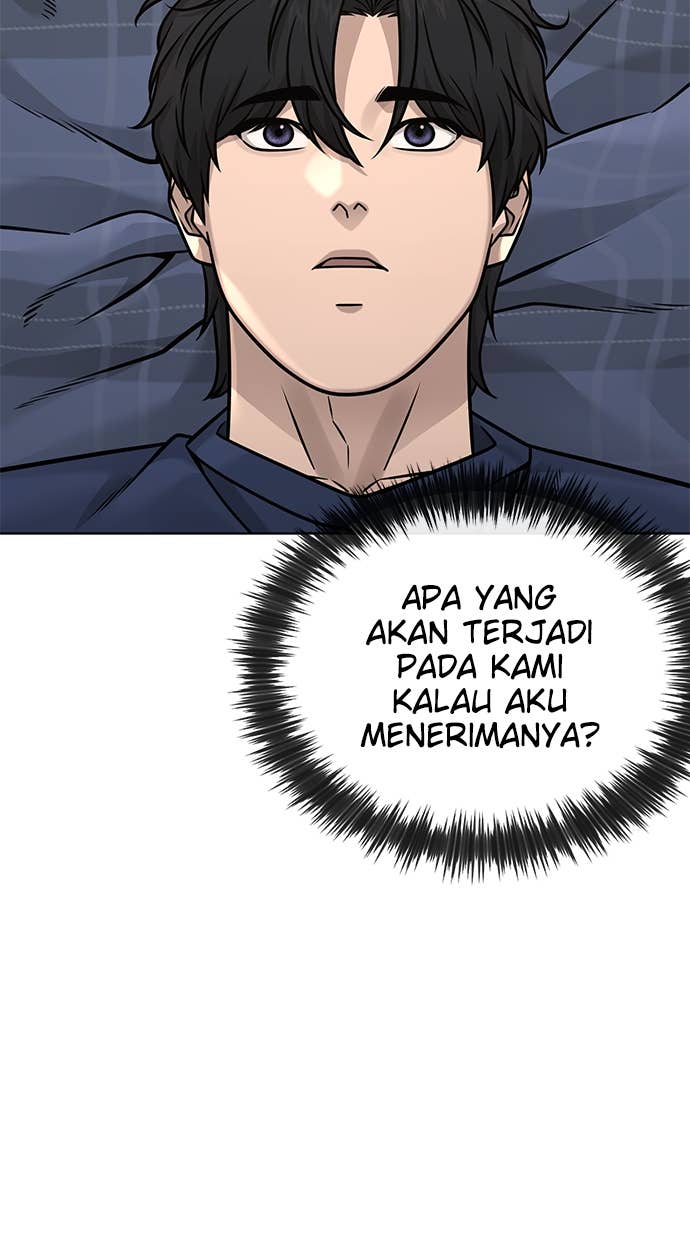 APA YANG
AKAN TERJADI
PADA KAMI
KALAU AKU
MENERIMANYA?